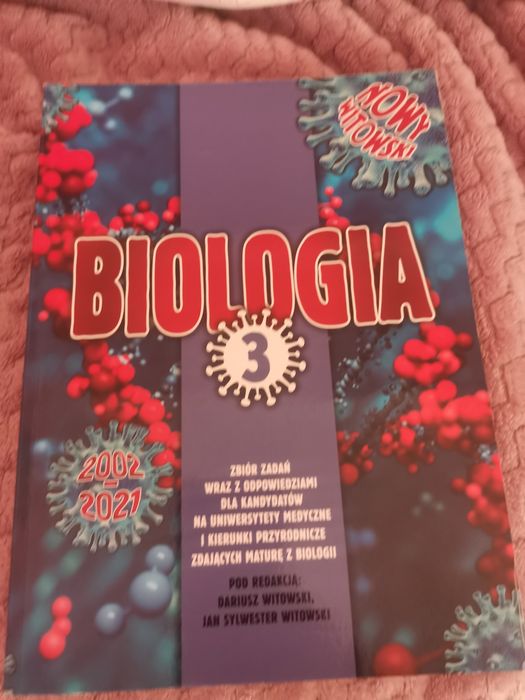 NOWY
WITOWSKI
BIOLOGIA
3
2002-
2021
ZBIÓR ZADAŃ
WRAZ Z ODPOWIEDZIAMI
DLA KANDYDATÓW
NA UNIWERSYTETY MEDYCZNE
I KIERUNKI PRZYRODNICZE
ZDAJĄCYCH MATURĘ Z BIOLOGII
POD REDAKCJĄ:
DARIUSZ WITOWSKI,
JAN SYLWESTER WITOWSKI